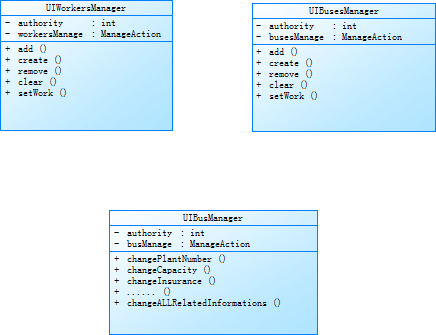 UIWorkersManager
- authority : int
- workersManage : ManageAction
+ add ()
+ create ()
+ remove ()
+ clear ()
+ setWork ()
UIBusesManager
- authority : int
- busesManage : ManageAction
+ add ()
+ create ()
+ remove ()
+ clear ()
+ setWork ()
UIBusManager
- authority : int
- busManage : ManageAction
+ changePlantNumber ()
+ changeCapacity ()
+ changeInsurance ()
+ ...... ()
+ changeALLRelatedInformations ()